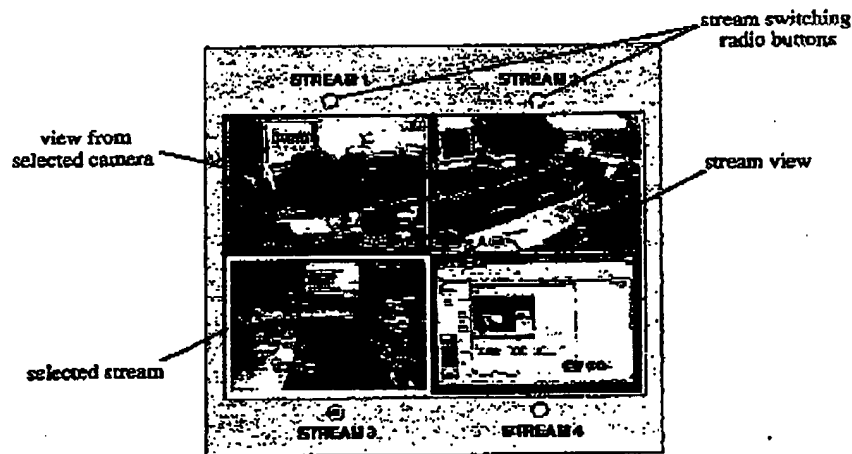 stream switching
radio buttons
STREAM 1
STREAM 2
view from
selected camera
stream view
selected stream
STREAM 3
STREAM 4